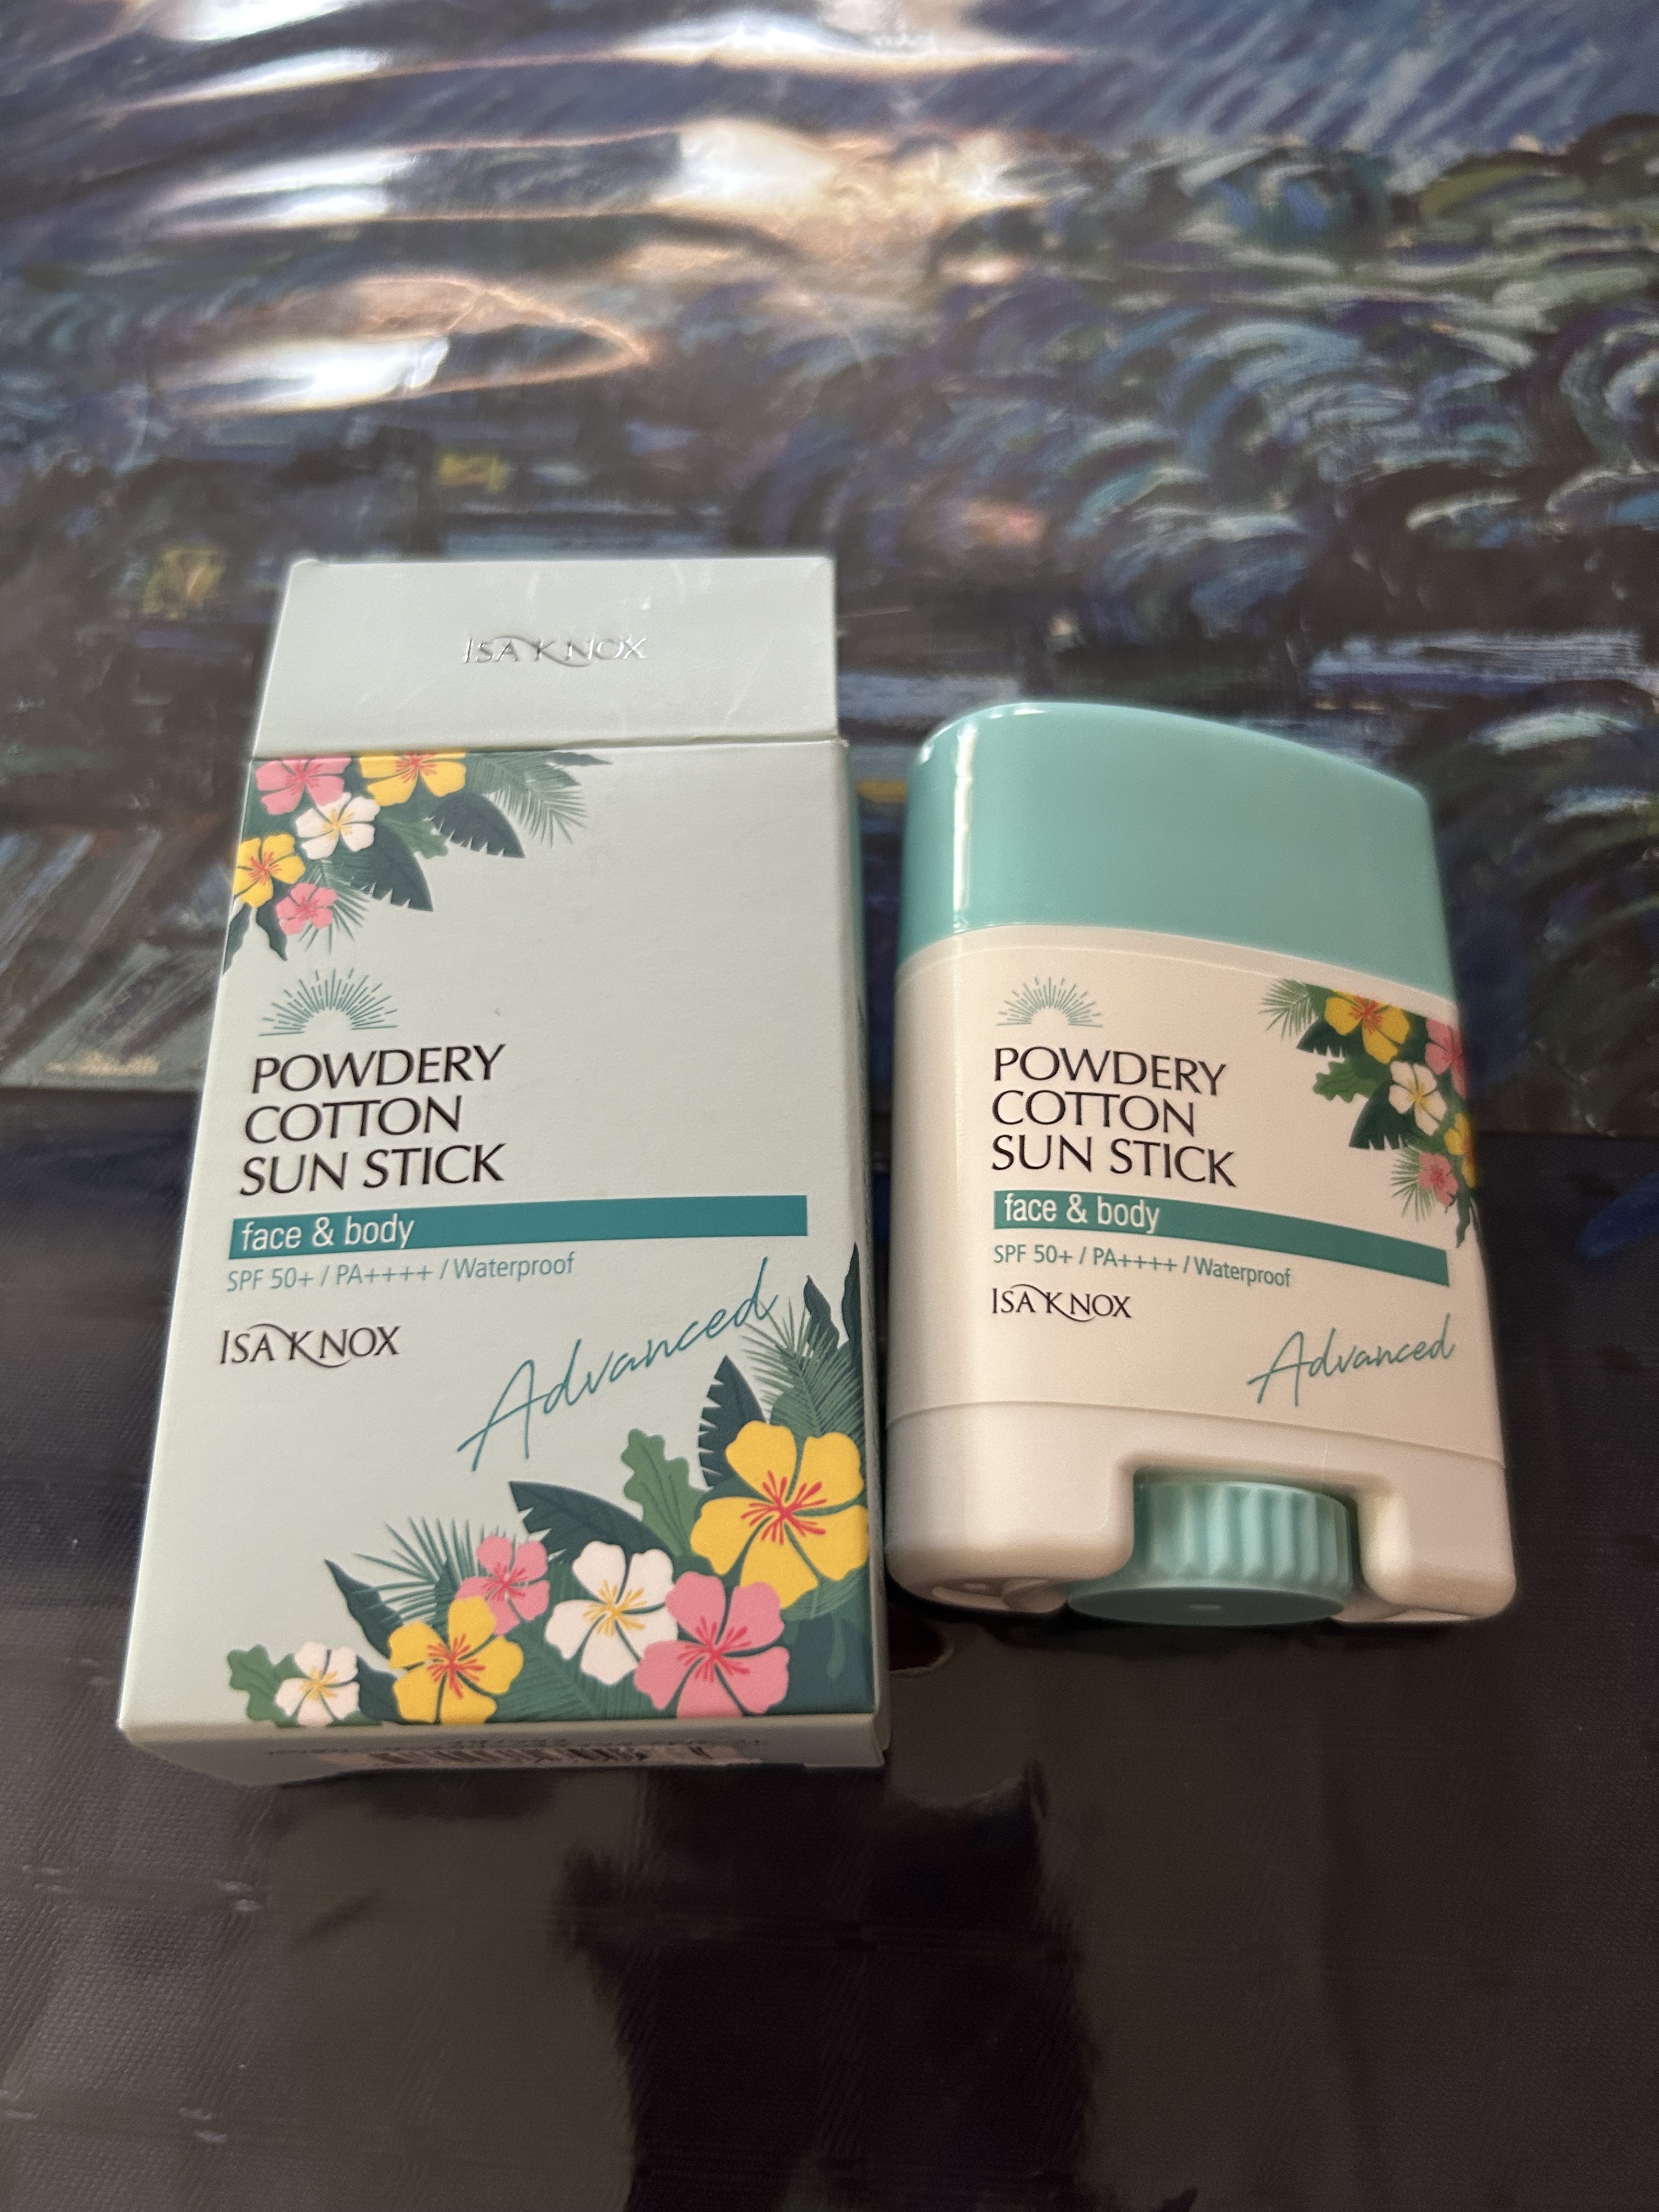 ISA KNOX
POWDERY
COTTON
SUN STICK
face & body
SPF 50+ / PA++++ / Waterproof
ISA KNOX
Advanced
POWDERY
COTTON
SUN STICK
face & body
SPF 50+ / PA++++ / Waterproof
ISA KNOX
Advanced